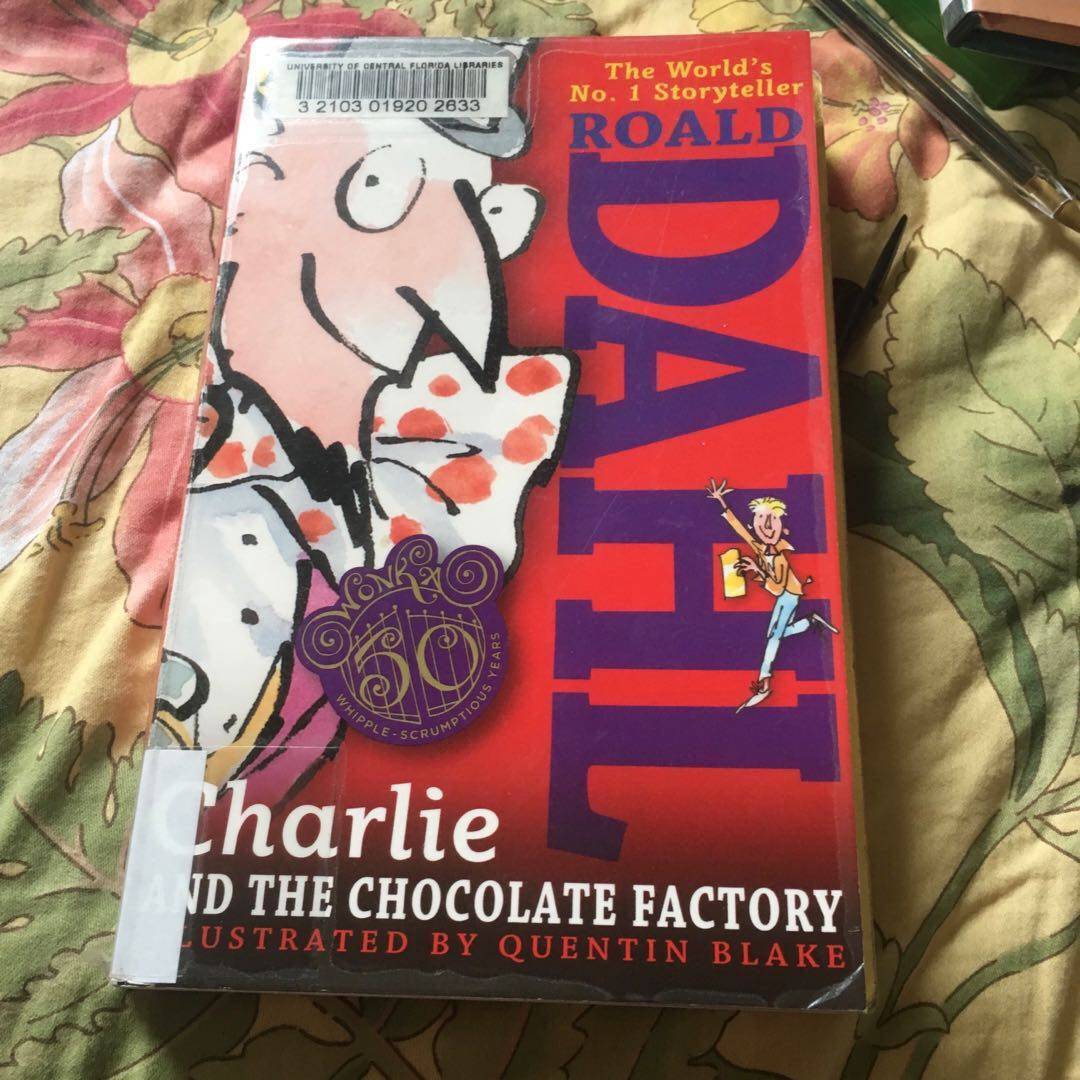 UNIVERSITY OF CENTRAL FLORIDA LIBRARIES
3 2103 01920 2633
The World's
No. 1 Storyteller
ROALD
DAHL
WONKA
50
WHIPPLE-SCRUMPTIOUS YEARS
Charlie
AND THE CHOCOLATE FACTORY
LUSTRATED BY QUENTIN BLAKE